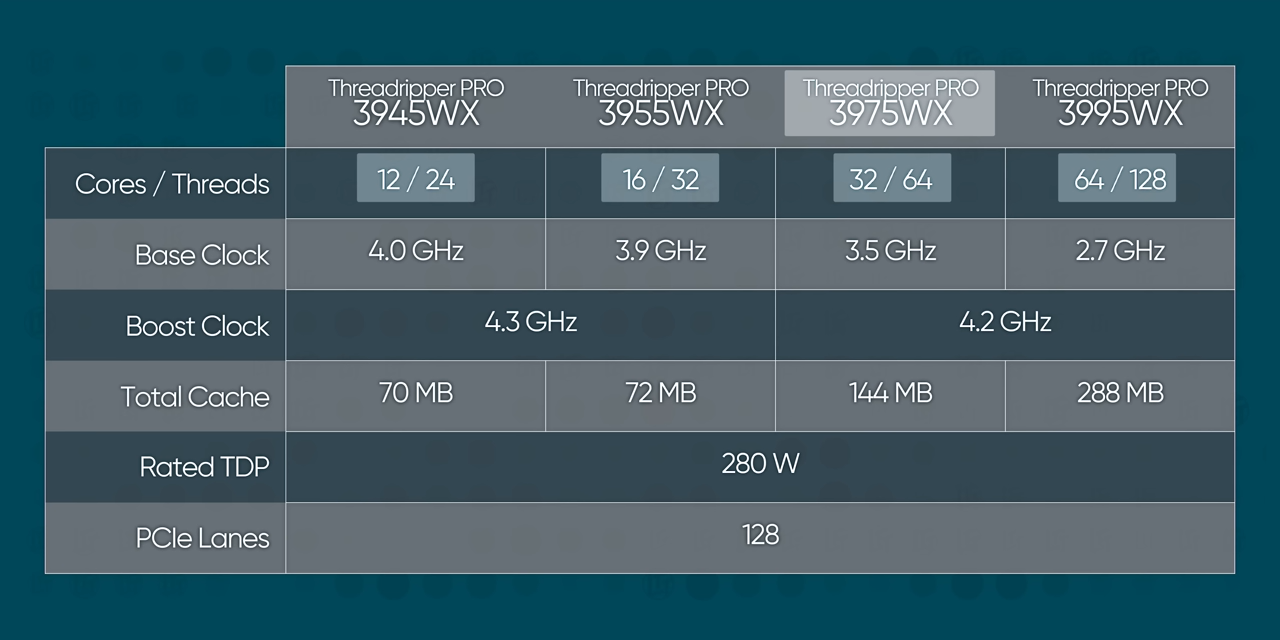 Threadripper PRO Threadripper PRO Threadripper PRO Threadripper PRO
3945WX 3955WX 3975WX 3995WX
Cores / Threads 12 / 24 16 / 32 32 / 64 64 / 128
Base Clock 4.0 GHz 3.9 GHz 3.5 GHz 2.7 GHz
Boost Clock 4.3 GHz 4.2 GHz
Total Cache 70 MB 72 MB 144 MB 288 MB
Rated TDP 280 W
PCIe Lanes 128